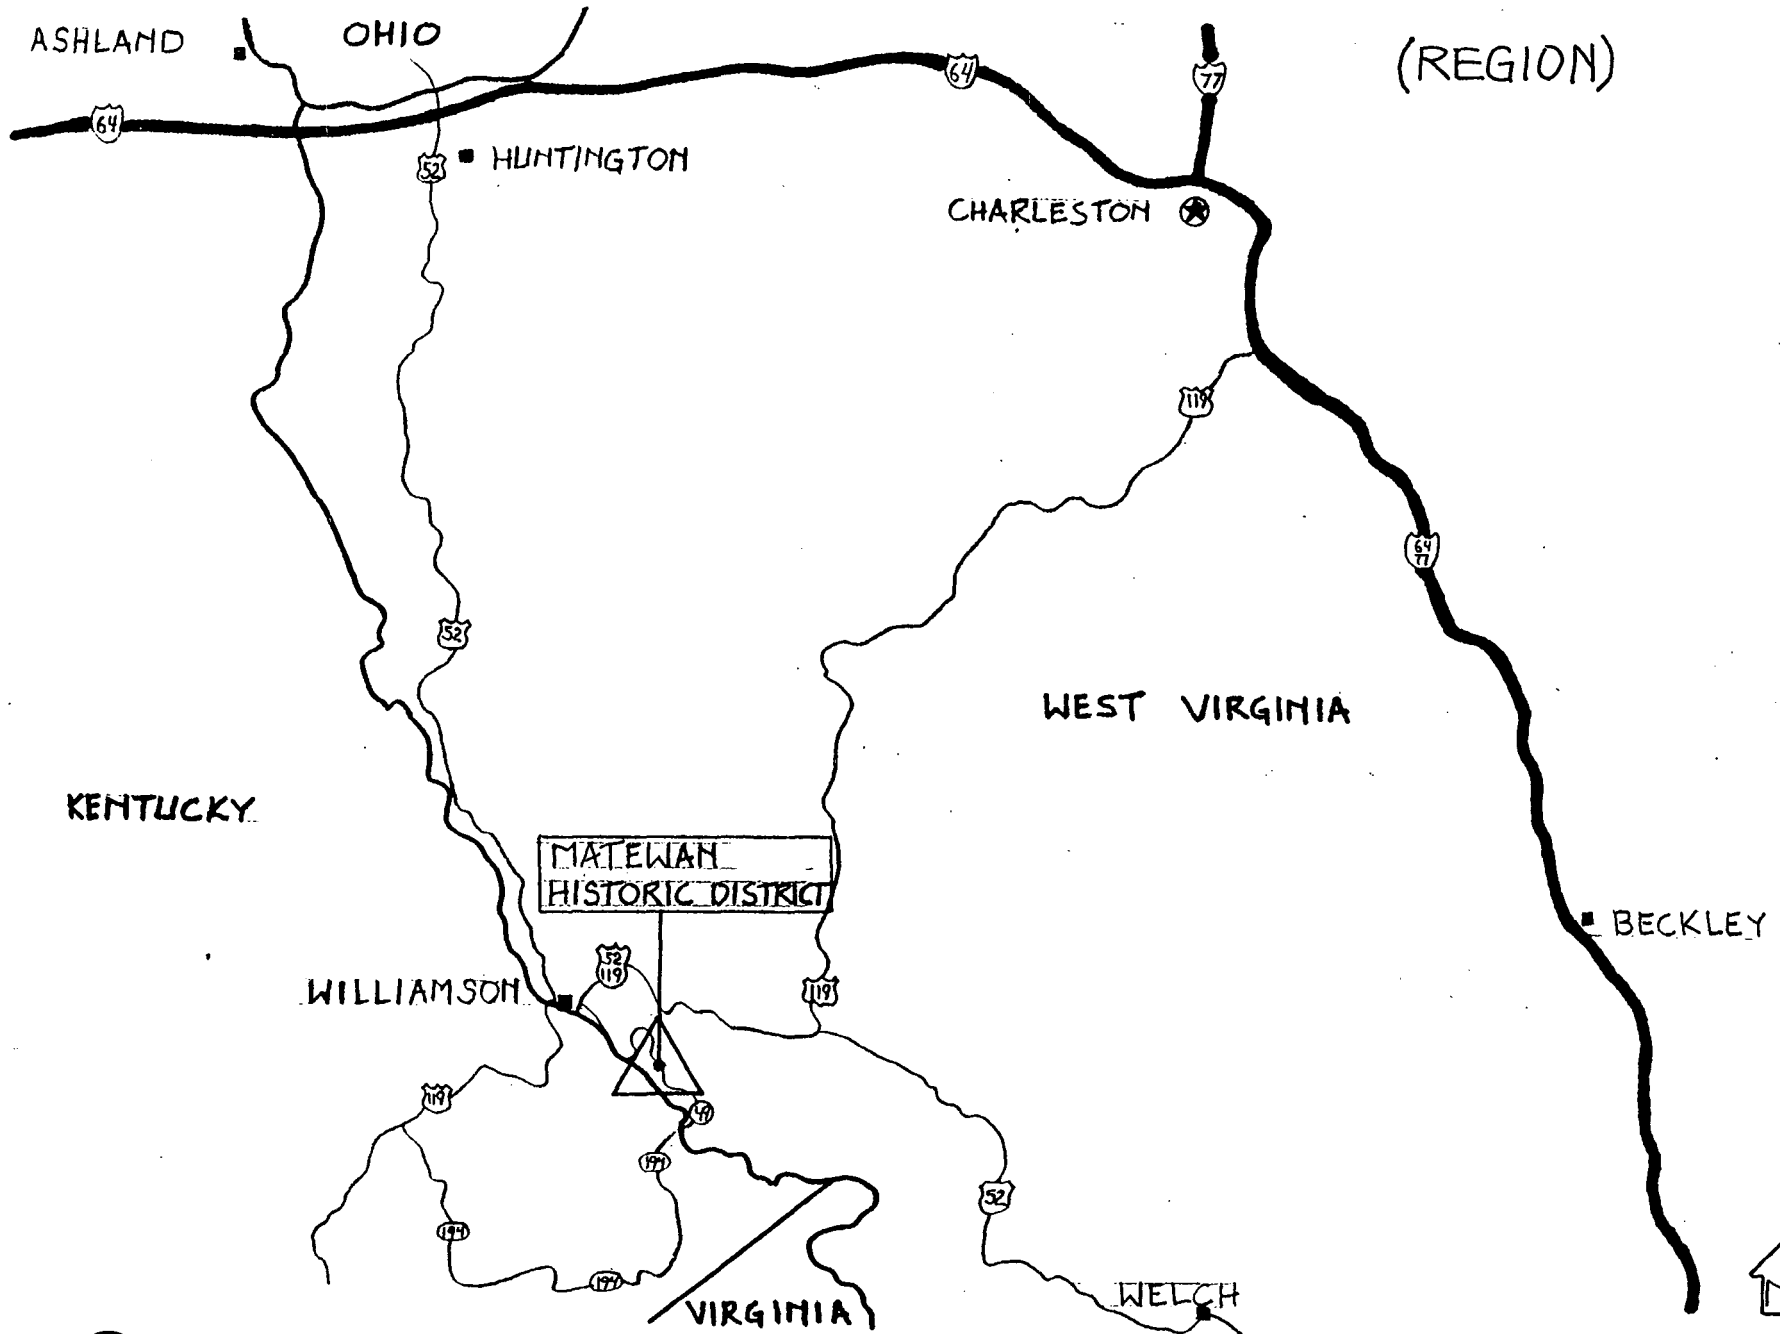 ASHLAND
OHIO
(REGION)
64
77
64
52
HUNTINGTON
CHARLESTON
119
64
77
52
WEST VIRGINIA
KENTUCKY
MATEWAN
HISTORIC DISTRICT
BECKLEY
52
119
WILLIAMSON
119
119
49
194
52
194
194
WELCH
VIRGINIA